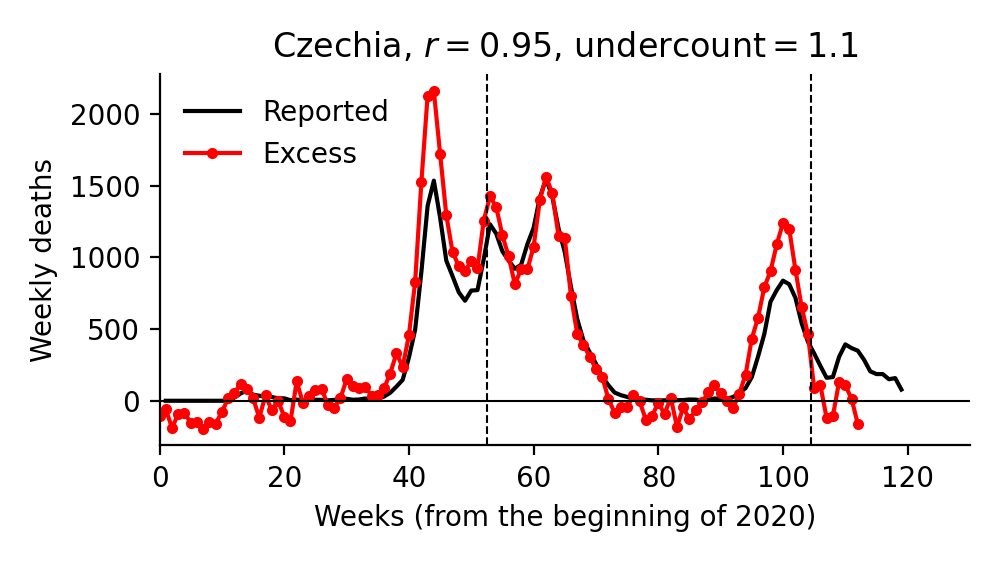 Czechia, r = 0.95, undercount = 1.1
Reported
Excess
Weekly deaths
2000
1500
1000
500
0
0 20 40 60 80 100 120
Weeks (from the beginning of 2020)